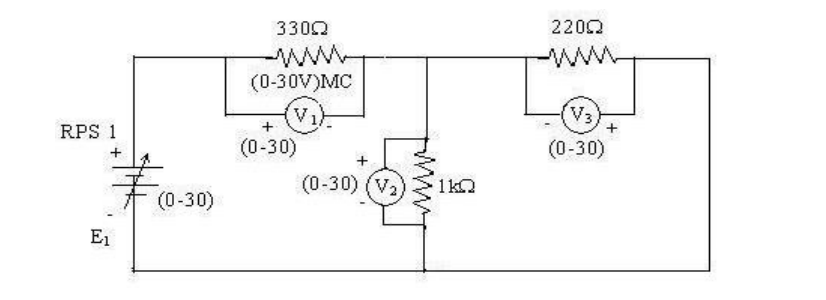 330Ω
220Ω
(0-30V)MC
V₁
+ -
(0-30)
V₃
- +
(0-30)
RPS 1
+
(0-30)
-
E₁
+
(0-30)
V₂
-
1kΩ